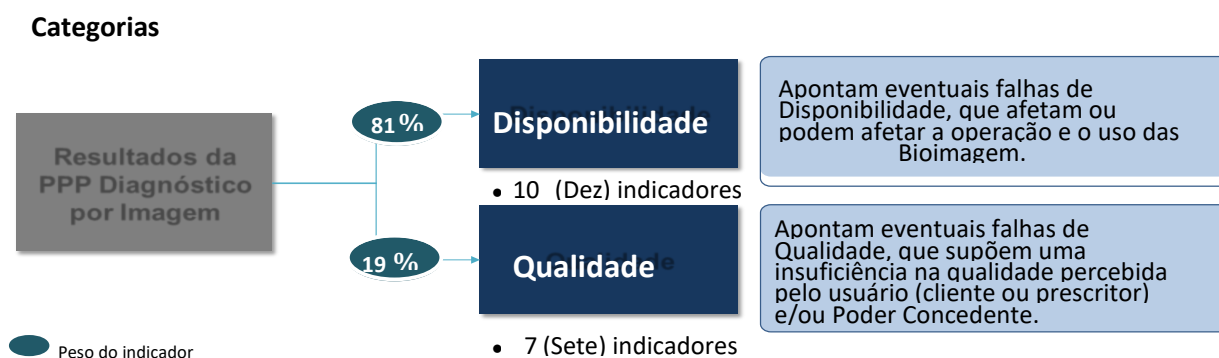 Categorias
Resultados da
PPP Diagnóstico
por Imagem
81 %
Disponibilidade
• 10 (Dez) indicadores
Apontam eventuais falhas de
Disponibilidade, que afetam ou
podem afetar a operação e o uso das
Bioimagem.
19 %
Qualidade
• 7 (Sete) indicadores
Apontam eventuais falhas de
Qualidade, que supõem uma
insuficiência na qualidade percebida
pelo usuário (cliente ou prescritor)
e/ou Poder Concedente.
Peso do indicador